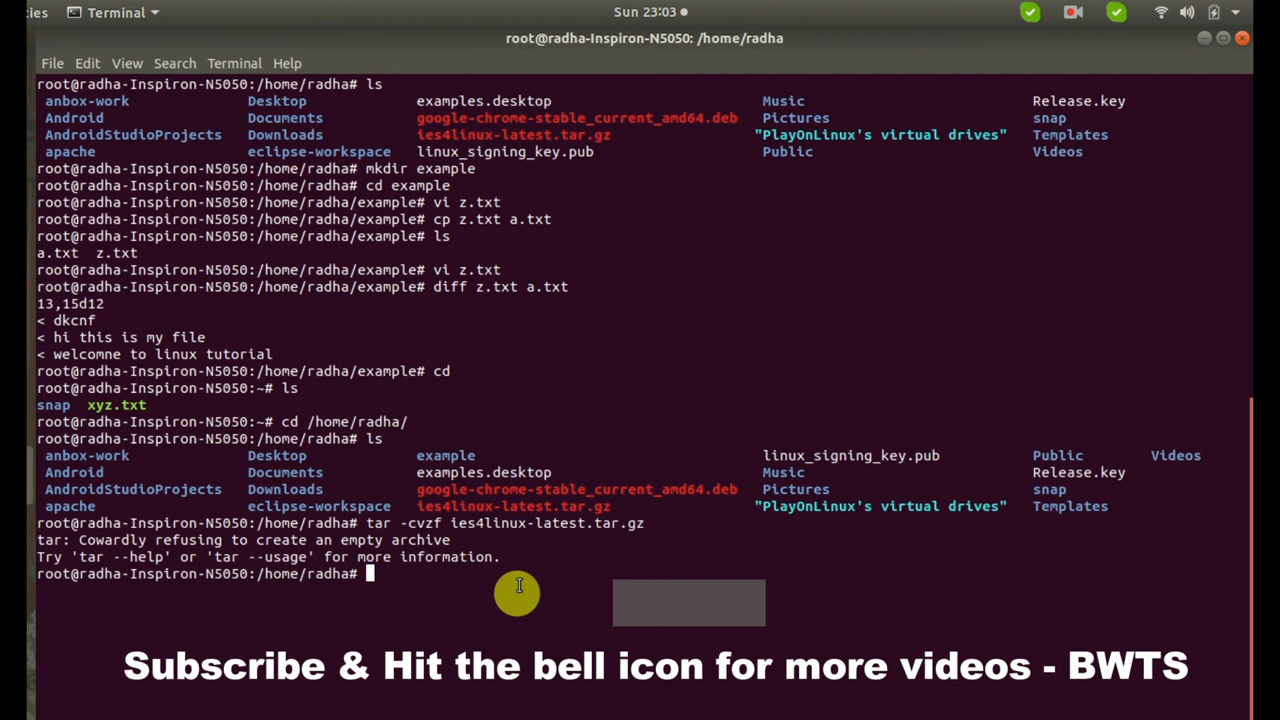 ies Terminal Sun 23:03
root@radha-Inspiron-N5050: /home/radha
File Edit View Search Terminal Help
root@radha-Inspiron-N5050:/home/radha# ls
anbox-work Desktop examples.desktop Music Release.key
Android Documents google-chrome-stable_current_amd64.deb Pictures snap
AndroidStudioProjects Downloads ies4linux-latest.tar.gz "PlayOnLinux's virtual drives" Templates
apache eclipse-workspace linux_signing_key.pub Public Videos
root@radha-Inspiron-N5050:/home/radha# mkdir example
root@radha-Inspiron-N5050:/home/radha# cd example
root@radha-Inspiron-N5050:/home/radha/example# vi z.txt
root@radha-Inspiron-N5050:/home/radha/example# cp z.txt a.txt
root@radha-Inspiron-N5050:/home/radha/example# ls
a.txt z.txt
root@radha-Inspiron-N5050:/home/radha/example# vi z.txt
root@radha-Inspiron-N5050:/home/radha/example# diff z.txt a.txt
13,15d12
< dkcnf
< hi this is my file
< welcomne to linux tutorial
root@radha-Inspiron-N5050:/home/radha/example# cd
root@radha-Inspiron-N5050:~# ls
snap xyz.txt
root@radha-Inspiron-N5050:~# cd /home/radha/
root@radha-Inspiron-N5050:/home/radha# ls
anbox-work Desktop example linux_signing_key.pub Public Videos
Android Documents examples.desktop Music Release.key
AndroidStudioProjects Downloads google-chrome-stable_current_amd64.deb Pictures snap
apache eclipse-workspace ies4linux-latest.tar.gz "PlayOnLinux's virtual drives" Templates
root@radha-Inspiron-N5050:/home/radha# tar -cvzf ies4linux-latest.tar.gz
tar: Cowardly refusing to create an empty archive
Try 'tar --help' or 'tar --usage' for more information.
root@radha-Inspiron-N5050:/home/radha#
Subscribe & Hit the bell icon for more videos - BWTS